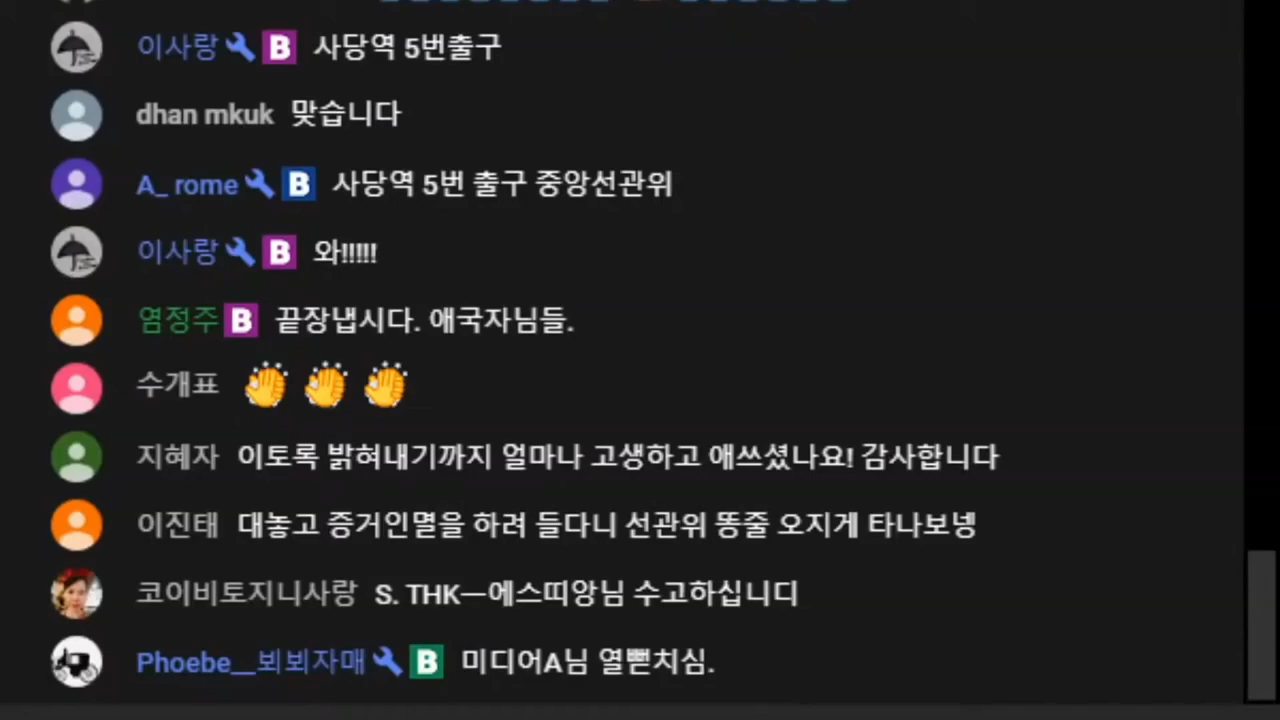 이사랑 B 사당역 5번출구
dhan mkuk 맞습니다
A_ rome B 사당역 5번 출구 중앙선관위
이사랑 B 와!!!!!
염정주 B 끝장냅시다. 애국자님들.
수개표 👏 👏 👏
지혜자 이토록 밝혀내기까지 얼마나 고생하고 애쓰셨나요! 감사합니다
이진태 대놓고 증거인멸을 하려 들다니 선관위 똥줄 오지게 타나보넹
코이비토지니사랑 S. THK—에스띠앙님 수고하십니디
Phoebe__뵈뵈자매 B 미디어A님 열뻗치심.